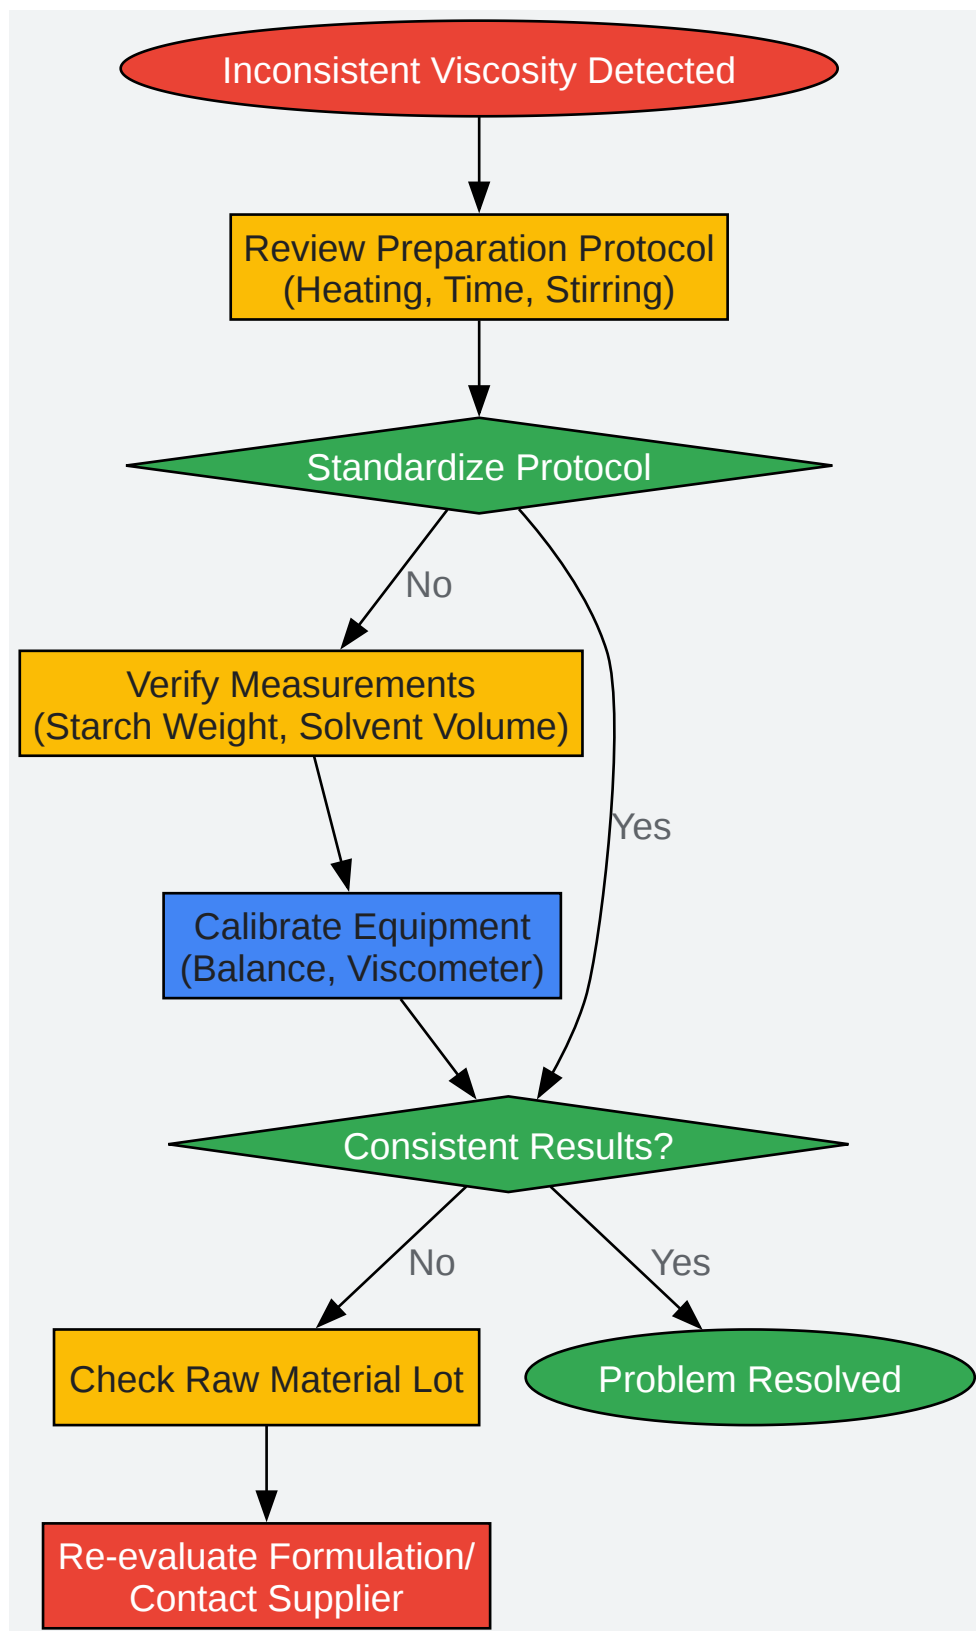 Inconsistent Viscosity Detected
Review Preparation Protocol
(Heating, Time, Stirring)
Standardize Protocol
No
Verify Measurements
(Starch Weight, Solvent Volume)
Yes
Calibrate Equipment
(Balance, Viscometer)
Consistent Results?
No
Yes
Check Raw Material Lot
Problem Resolved
Re-evaluate Formulation/
Contact Supplier